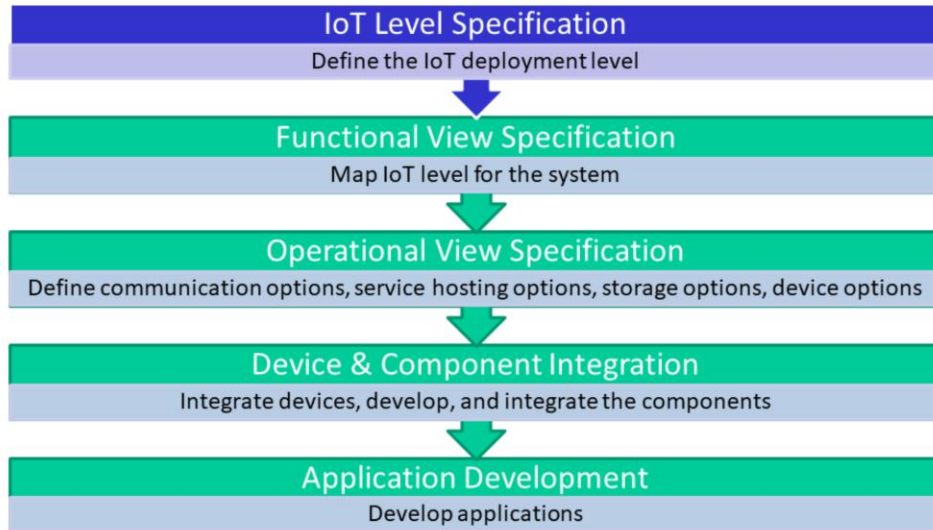 IoT Level Specification
Define the IoT deployment level
Functional View Specification
Map IoT level for the system
Operational View Specification
Define communication options, service hosting options, storage options, device options
Device & Component Integration
Integrate devices, develop, and integrate the components
Application Development
Develop applications